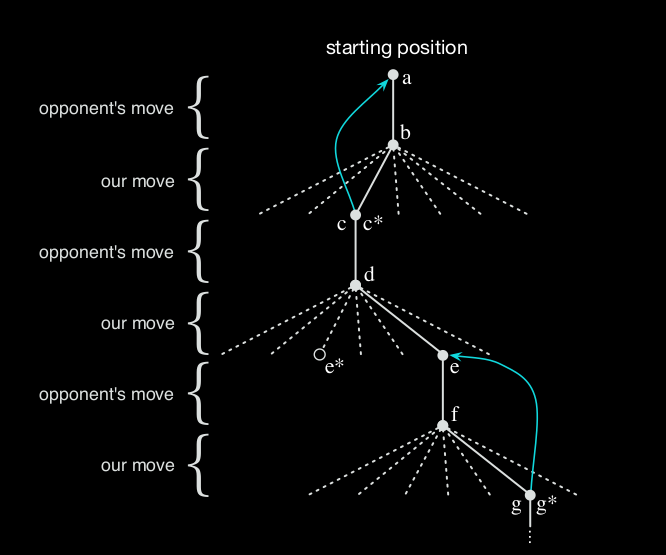 starting position
a
opponent's move
b
our move
c c*
opponent's move
d
our move
e* e
opponent's move
f
our move
g g*